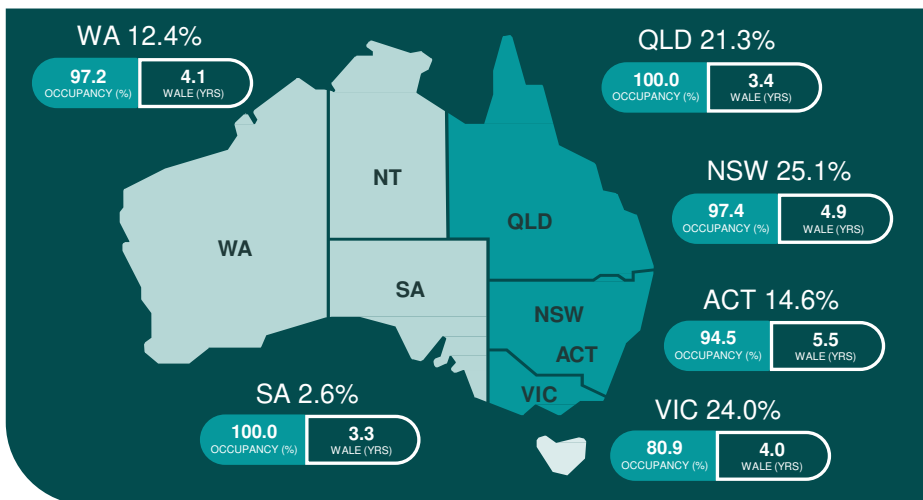 WA 12.4%
97.2
OCCUPANCY (%)
4.1
WALE (YRS)
QLD 21.3%
100.0
OCCUPANCY (%)
3.4
WALE (YRS)
NSW 25.1%
97.4
OCCUPANCY (%)
4.9
WALE (YRS)
ACT 14.6%
94.5
OCCUPANCY (%)
5.5
WALE (YRS)
VIC 24.0%
80.9
OCCUPANCY (%)
4.0
WALE (YRS)
SA 2.6%
100.0
OCCUPANCY (%)
3.3
WALE (YRS)
NT
QLD
WA
SA
NSW
ACT
VIC